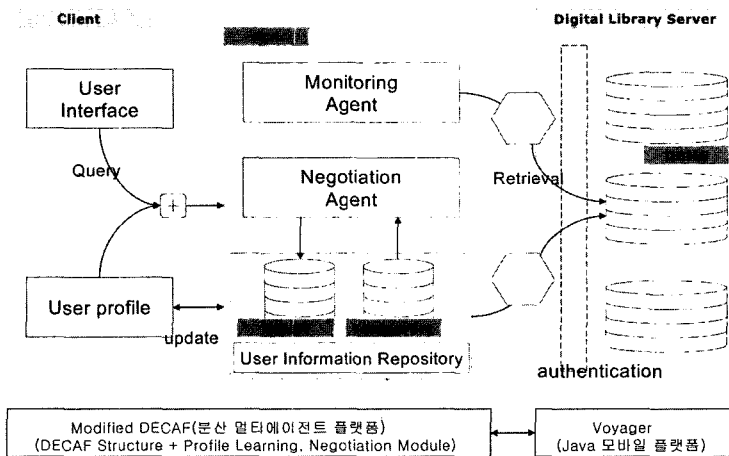 Client
Digital Library Server
User
Interface
Monitoring
Agent
Query
Negotiation
Agent
Retrieval
+
User profile
update
User Information Repository
authentication
Modified DECAF(분산 멀티에이전트 플랫폼)
(DECAF Structure + Profile Learning, Negotiation Module)
Voyager
(Java 모바일 플랫폼)